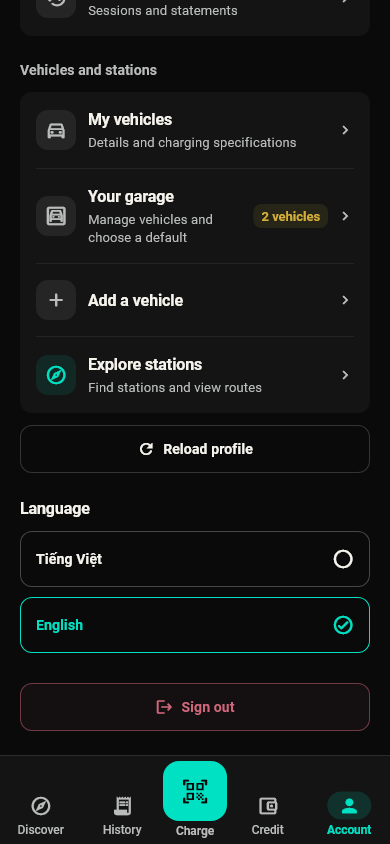 Sessions and statements
Vehicles and stations
My vehicles
Details and charging specifications
Your garage
Manage vehicles and
choose a default
2 vehicles
Add a vehicle
Explore stations
Find stations and view routes
Reload profile
Language
Tiếng Việt
English
Sign out
Discover
History
Charge
Credit
Account